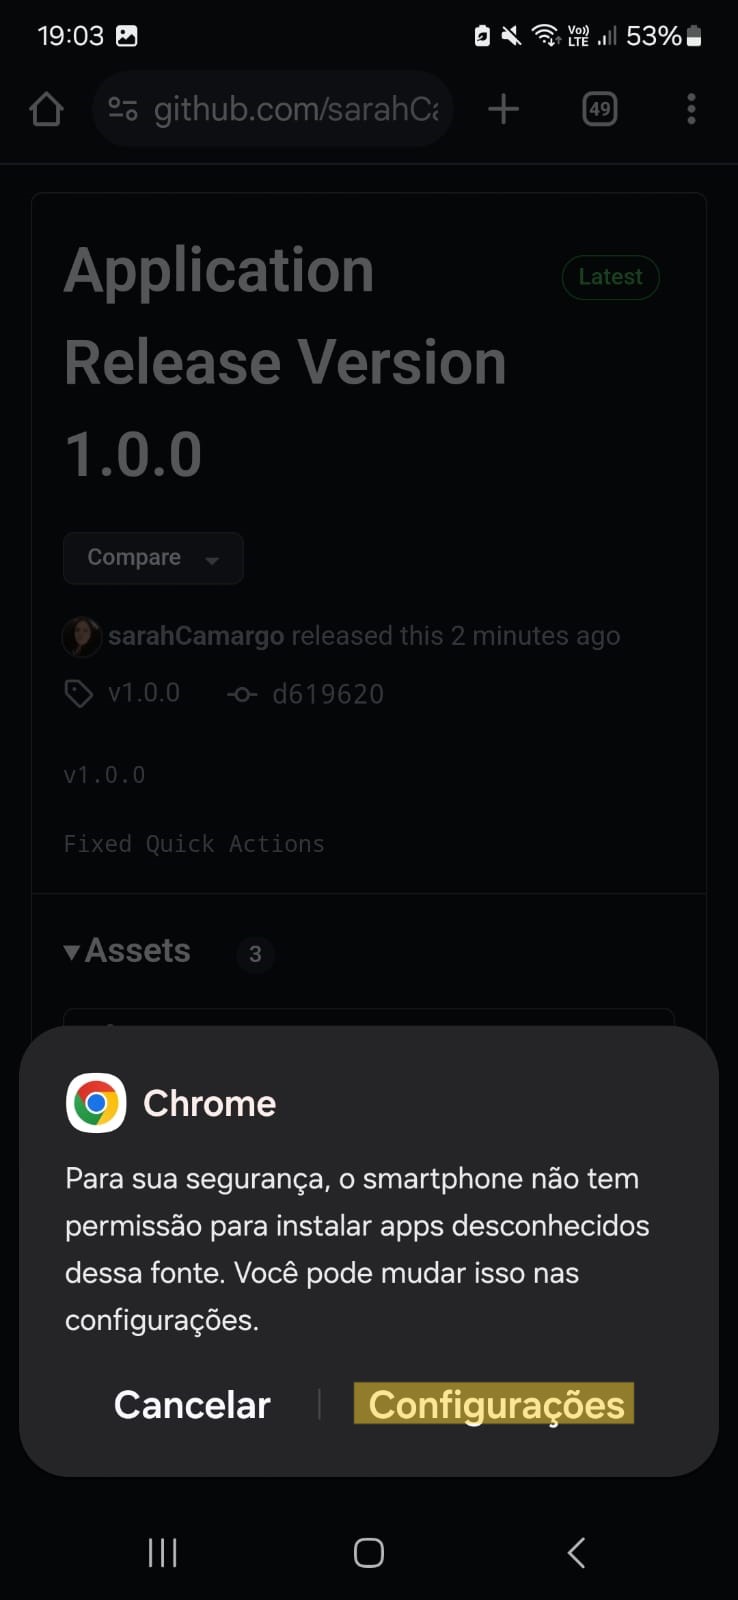 19:03 Vo)) LTE 53%
github.com/sarahCa 49
Application
Latest
Release Version
1.0.0
Compare
sarahCamargo released this 2 minutes ago
v1.0.0 d619620
v1.0.0
Fixed Quick Actions
Assets 3
Chrome
Para sua segurança, o smartphone não tem
permissão para instalar apps desconhecidos
dessa fonte. Você pode mudar isso nas
configurações.
Cancelar Configurações